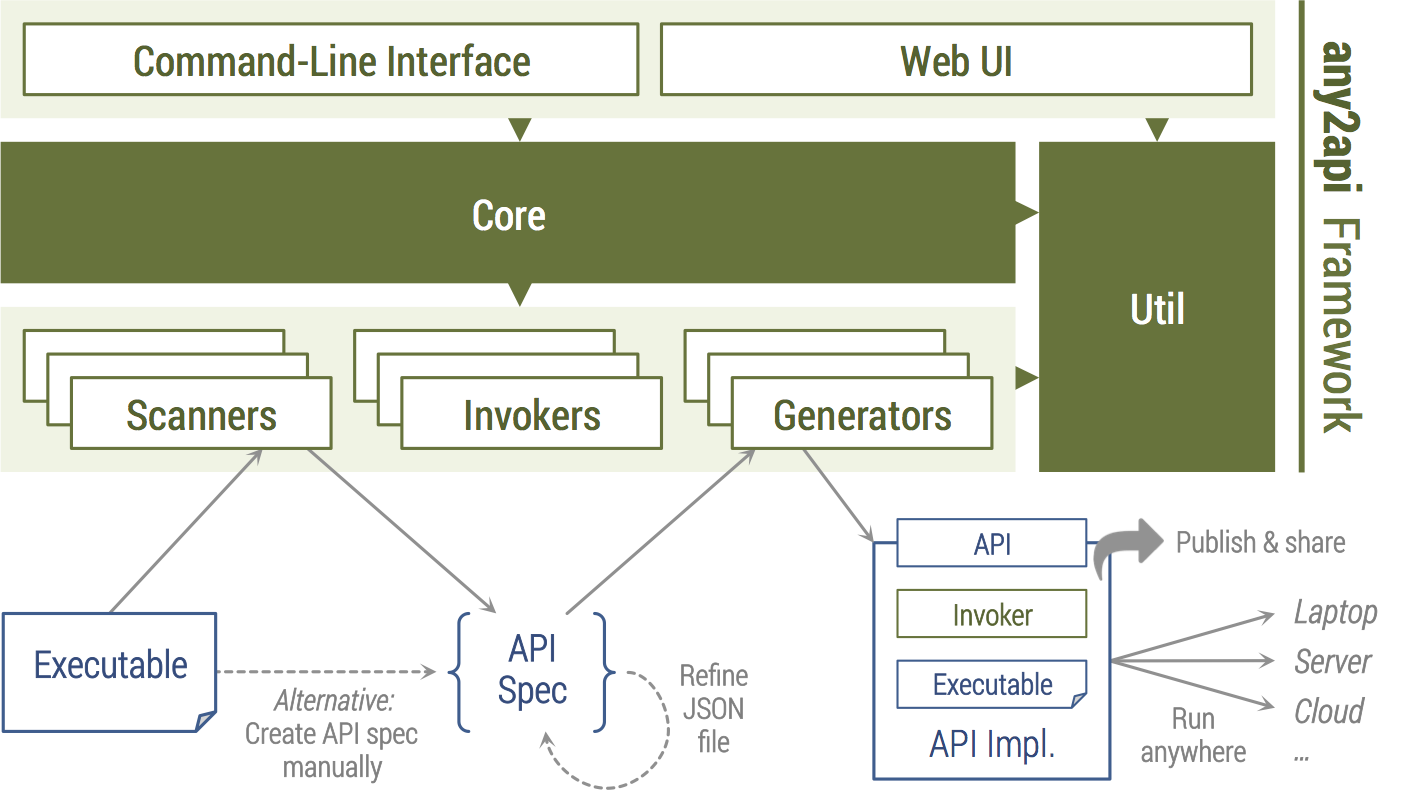 Command-Line Interface
Web UI
any2api Framework
Core
Util
Scanners
Invokers
Generators
Executable
Alternative:
Create API spec
manually
API
Spec
Refine
JSON
file
API
Invoker
Executable
API Impl.
Publish & share
Laptop
Server
Cloud
...
Run
anywhere